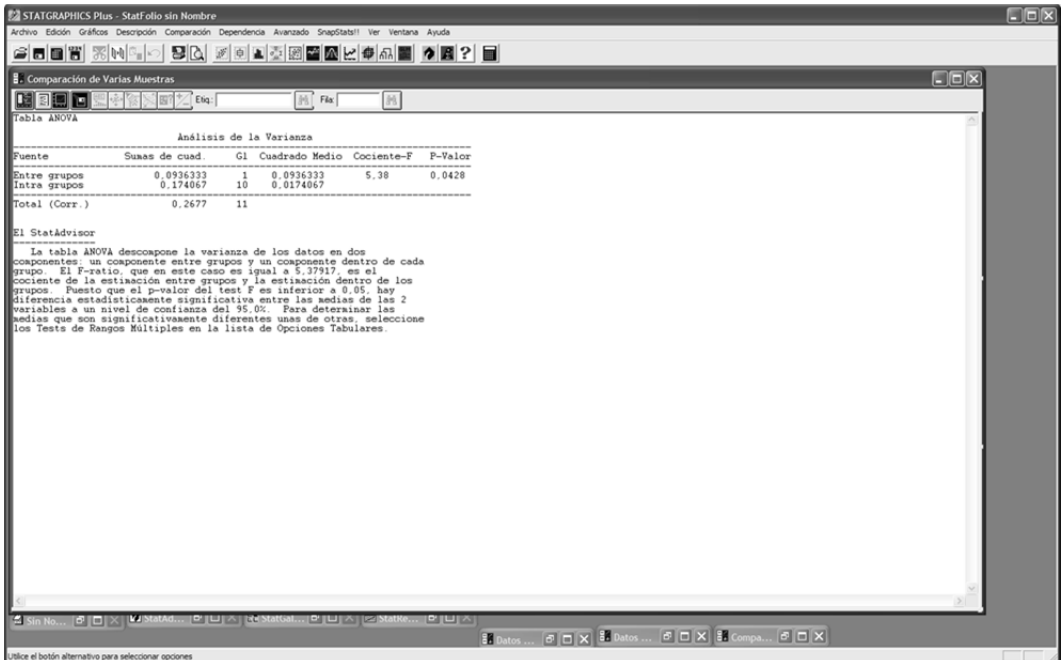 STATGRAPHICS Plus - StatFolio sin Nombre
Archivo Edición Gráficos Descripción Comparación Dependencia Avanzado SnapStats!! Ver Ventana Ayuda
Comparación de Varias Muestras
Etiq.: Fila:
Tabla ANOVA
Análisis de la Varianza
Fuente Sumas de cuad. Gl Cuadrado Medio Cociente-F P-Valor
Entre grupos 0,0936333 1 0,0936333 5,38 0,0428
Intra grupos 0,174067 10 0,0174067
Total (Corr.) 0,2677 11
El StatAdvisor
La tabla ANOVA descompone la varianza de los datos en dos
componentes: un componente entre grupos y un componente dentro de cada
grupo. El F-ratio, que en este caso es igual a 5,37917, es el
cociente de la estimación entre grupos y la estimación dentro de los
grupos. Puesto que el p-valor del test F es inferior a 0,05, hay
diferencia estadísticamente significativa entre las medias de las 2
variables a un nivel de confianza del 95,0%. Para determinar las
medias que son significativamente diferentes unas de otras, seleccione
los Tests de Rangos Múltiples en la lista de Opciones Tabulares.
Sin No... StatAd... StatGal... StatRe...
Datos ... Datos ... Compa...
Utilice el botón alternativo para seleccionar opciones